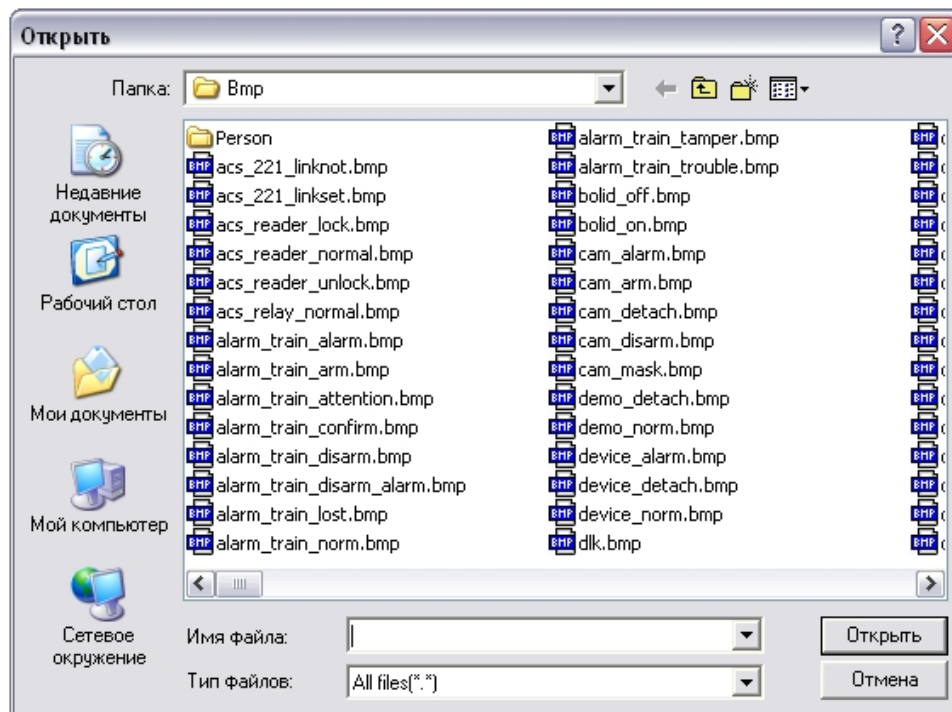 Открыть
Папка: Bmp
Недавние
документы
Рабочий стол
Мои документы
Мой компьютер
Сетевое
окружение
Person
acs_221_linknot.bmp
acs_221_linkset.bmp
acs_reader_lock.bmp
acs_reader_normal.bmp
acs_reader_unlock.bmp
acs_relay_normal.bmp
alarm_train_alarm.bmp
alarm_train_arm.bmp
alarm_train_attention.bmp
alarm_train_confirm.bmp
alarm_train_disarm.bmp
alarm_train_disarm_alarm.bmp
alarm_train_lost.bmp
alarm_train_norm.bmp
alarm_train_tamper.bmp
alarm_train_trouble.bmp
bolid_off.bmp
bolid_on.bmp
cam_alarm.bmp
cam_arm.bmp
cam_detach.bmp
cam_disarm.bmp
cam_mask.bmp
demo_detach.bmp
demo_norm.bmp
device_alarm.bmp
device_detach.bmp
device_norm.bmp
dlk.bmp
Имя файла:
Открыть
Тип файлов: All files(*.*)
Отмена